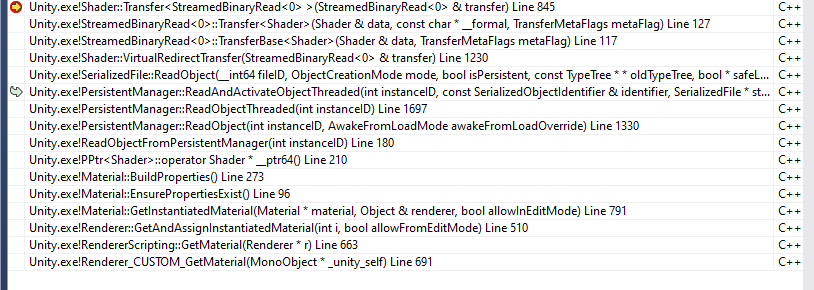 Unity.exe!Shader::Transfer<StreamedBinaryRead<0> >(StreamedBinaryRead<0> & transfer) Line 845 C++
Unity.exe!StreamedBinaryRead<0>::Transfer<Shader>(Shader & data, const char * __formal, TransferMetaFlags metaFlag) Line 127 C++
Unity.exe!StreamedBinaryRead<0>::TransferBase<Shader>(Shader & data, TransferMetaFlags metaFlag) Line 117 C++
Unity.exe!Shader::VirtualRedirectTransfer(StreamedBinaryRead<0> & transfer) Line 1230 C++
Unity.exe!SerializedFile::ReadObject(__int64 fileID, ObjectCreationMode mode, bool isPersistent, const TypeTree * * oldTypeTree, bool * safeL... C++
Unity.exe!PersistentManager::ReadAndActivateObjectThreaded(int instanceID, const SerializedObjectIdentifier & identifier, SerializedFile * st... C++
Unity.exe!PersistentManager::ReadObjectThreaded(int instanceID) Line 1697 C++
Unity.exe!PersistentManager::ReadObject(int instanceID, AwakeFromLoadMode awakeFromLoadOverride) Line 1330 C++
Unity.exe!ReadObjectFromPersistentManager(int instanceID) Line 180 C++
Unity.exe!PPtr<Shader>::operator Shader * __ptr64() Line 210 C++
Unity.exe!Material::BuildProperties() Line 273 C++
Unity.exe!Material::EnsurePropertiesExist() Line 96 C++
Unity.exe!Material::GetInstantiatedMaterial(Material * material, Object & renderer, bool allowInEditMode) Line 791 C++
Unity.exe!Renderer::GetAndAssignInstantiatedMaterial(int i, bool allowFromEditMode) Line 510 C++
Unity.exe!RendererScripting::GetMaterial(Renderer * r) Line 663 C++
Unity.exe!Renderer_CUSTOM_GetMaterial(MonoObject * _unity_self) Line 691 C++